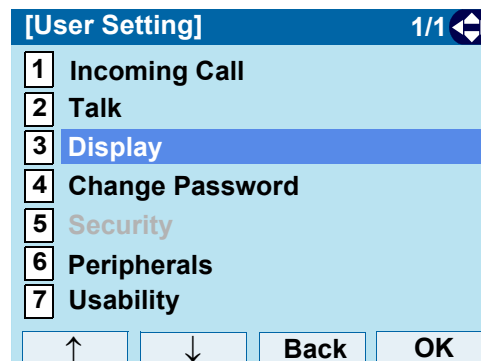 [User Setting] 1/1
1 Incoming Call
2 Talk
3 Display
4 Change Password
5 Security
6 Peripherals
7 Usability
↑ ↓ Back OK